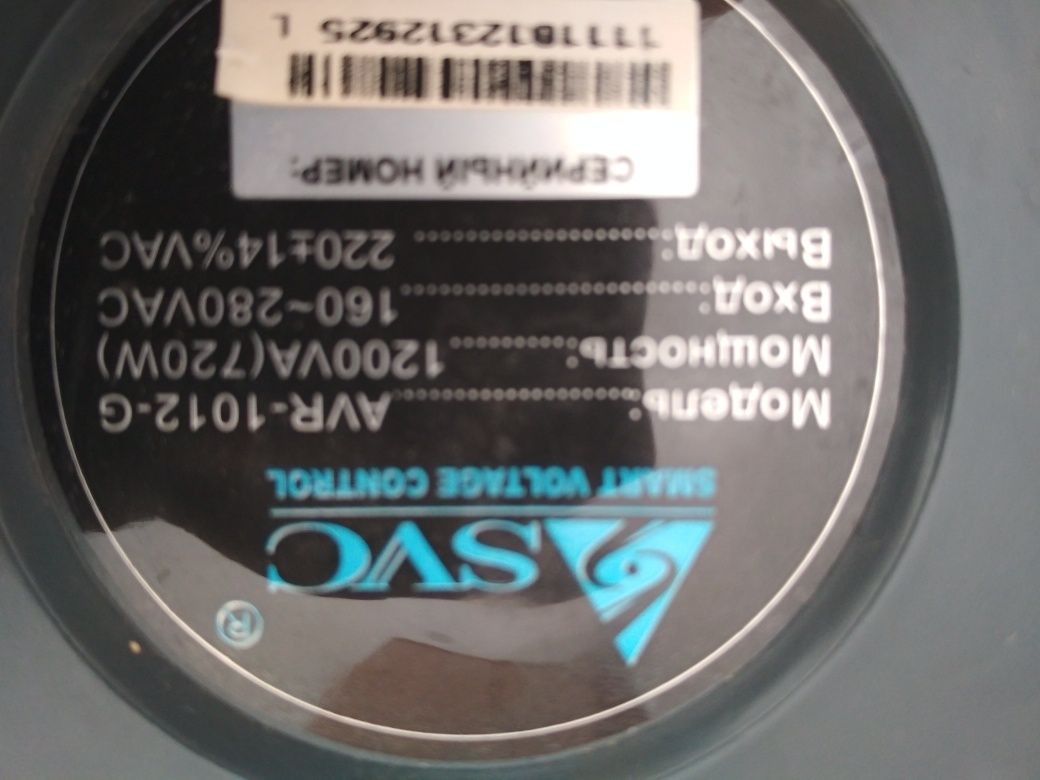 SVC®
SMART VOLTAGE CONTROL
Модель:....................AVR-1012-G
Мощность:..........1200VA(720W)
Вход:......................160~280VAC
Выход:....................220±14%VAC
СЕРИЙНЫЙ НОМЕР:-
L